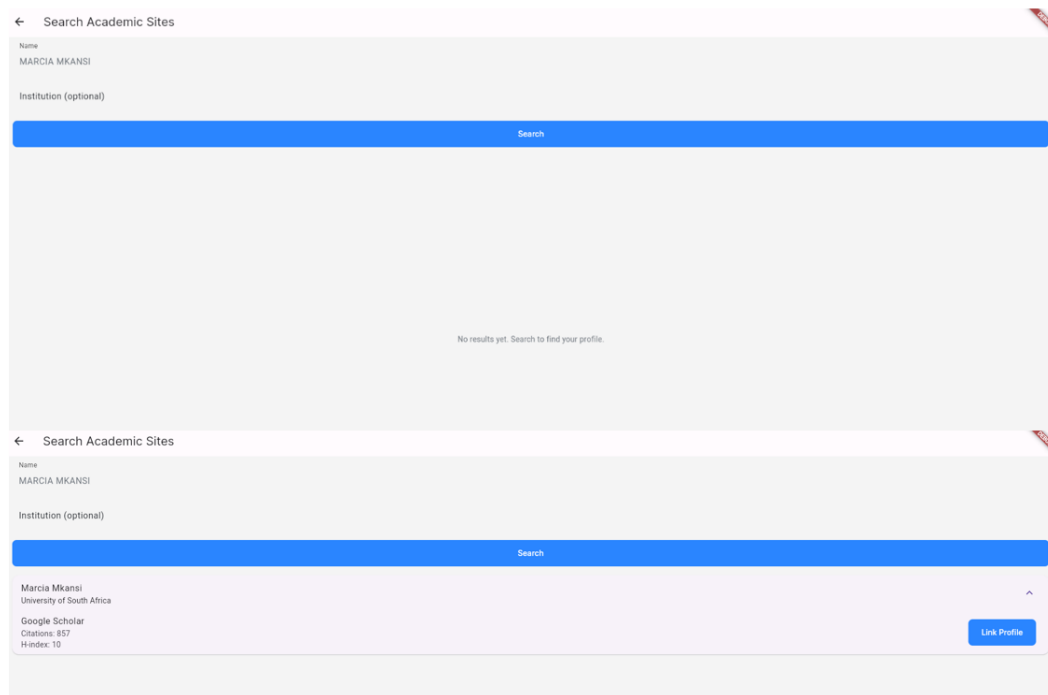 Search Academic Sites
Name
MARCIA MKANSI
Institution (optional)
Search
No results yet. Search to find your profile.
Search Academic Sites
Name
MARCIA MKANSI
Institution (optional)
Search
Marcia Mkansi
University of South Africa
Google Scholar
Citations: 857
Link Profile
H-index: 10